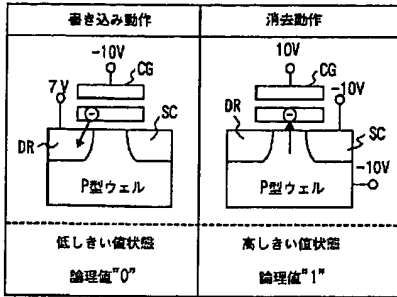 書き込み動作
-10V
CG
7V
SC
DR
P型ウェル
低しきい値状態
論理値"0"
消去動作
10V
CG
-10V
DR
SC
-10V
P型ウェル
高しきい値状態
論理値"1"